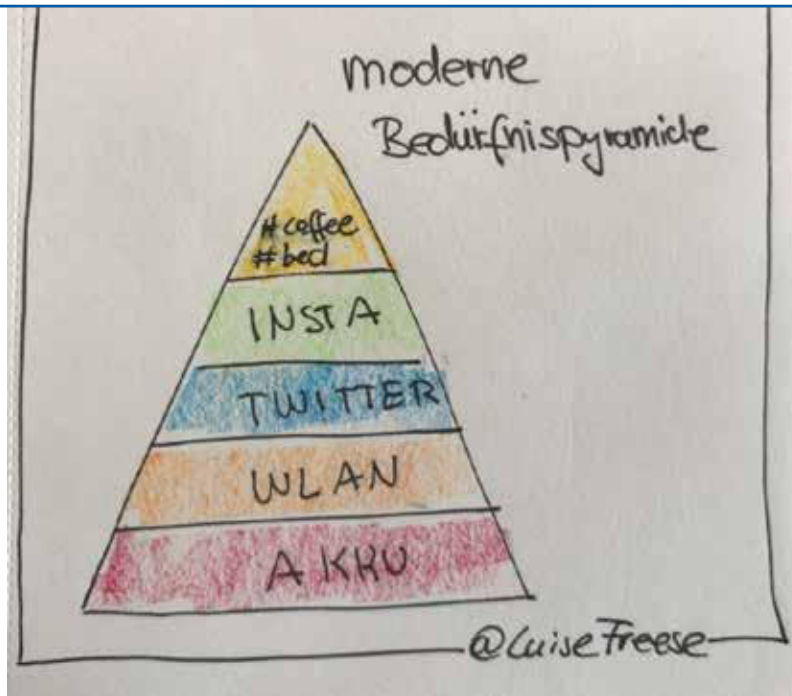 moderne
Bedürfnispyramide
#coffee
#bed
INSTA
TWITTER
WLAN
AKKU
@LuiseFreese